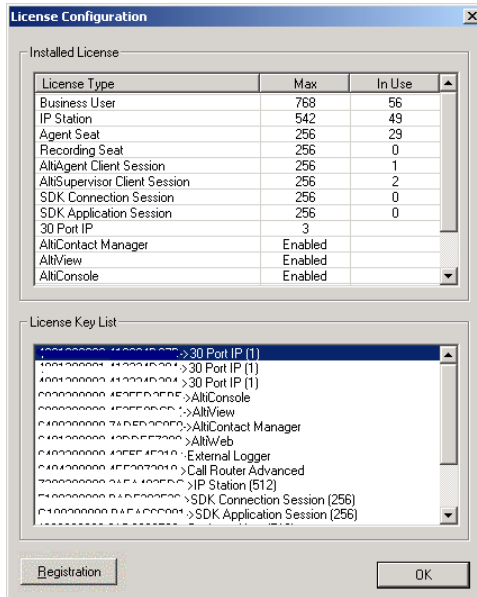 License Configuration
Installed License
License Type Max In Use
Business User 768 56
IP Station 542 49
Agent Seat 256 29
Recording Seat 256 0
AltiAgent Client Session 256 1
AltiSupervisor Client Session 256 2
SDK Connection Session 256 0
SDK Application Session 256 0
30 Port IP 3
AltiContact Manager Enabled
AltiView Enabled
AltiConsole Enabled
License Key List
->30 Port IP (1)
>30 Port IP (1)
>30 Port IP (1)
->AltiConsole
->AltiView
->AltiContact Manager
>AltiWeb
-External Logger
>Call Router Advanced
>IP Station (512)
>SDK Connection Session (256)
->SDK Application Session (256)
Registration OK